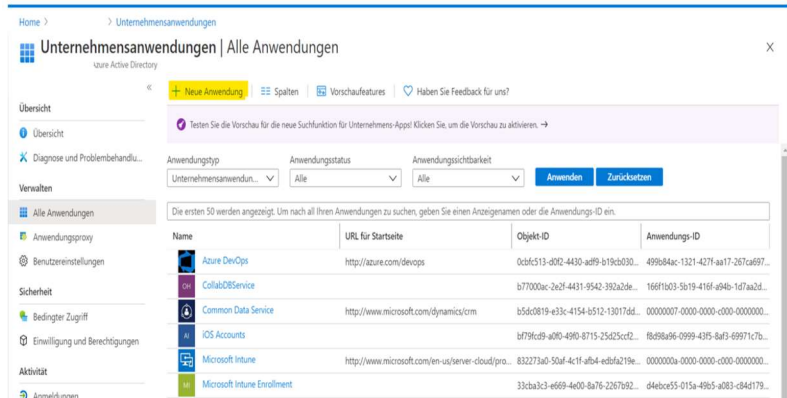 Home > > Unternehmensanwendungen
Unternehmensanwendungen | Alle Anwendungen
zure Active Directory
X
«
+ Neue Anwendung Spalten Vorschaufeatures Haben Sie Feedback für uns?
Testen Sie die Vorschau für die neue Suchfunktion für Unternehmens-Apps! Klicken Sie, um die Vorschau zu aktivieren. →
Übersicht
Übersicht
Diagnose und Problembehandlu...
Verwalten
Alle Anwendungen
Anwendungsproxy
Benutzereinstellungen
Sicherheit
Bedingter Zugriff
Einwilligung und Berechtigungen
Aktivität
Anmeldungen
Anwendungstyp Anwendungsstatus Anwendungssichtbarkeit
Unternehmensanwendun... Alle Alle Anwenden Zurücksetzen
Die ersten 50 werden angezeigt. Um nach all Ihren Anwendungen zu suchen, geben Sie einen Anzeigenamen oder die Anwendungs-ID ein.
Name URL für Startseite Objekt-ID Anwendungs-ID
Azure DevOps http://azure.com/devops 0cbfc513-d0f2-4430-adf9-b19cb030... 499b84ac-1321-427f-aa17-267ca697...
CH CollabDBService b77000ac-2e2f-4431-9542-392a2de... 166f1b03-5b19-416f-a94b-1d7aa2d...
Common Data Service http://www.microsoft.com/dynamics/crm b5dc0819-e33c-4154-b512-13017dd... 00000007-0000-0000-c000-0000000...
AI iOS Accounts bf79fcd9-a0f0-49f0-8715-25d25ccf2... f8d98a96-0999-43f5-8af3-69971c7b...
Microsoft Intune http://www.microsoft.com/en-us/server-cloud/pro... 832273a0-50af-4c1f-afb4-edbfa219e... 0000000a-0000-0000-c000-0000000...
MI Microsoft Intune Enrollment 33cba3c3-e669-4e00-8a76-2267b92... d4ebce55-015a-49b5-a083-c84d179...